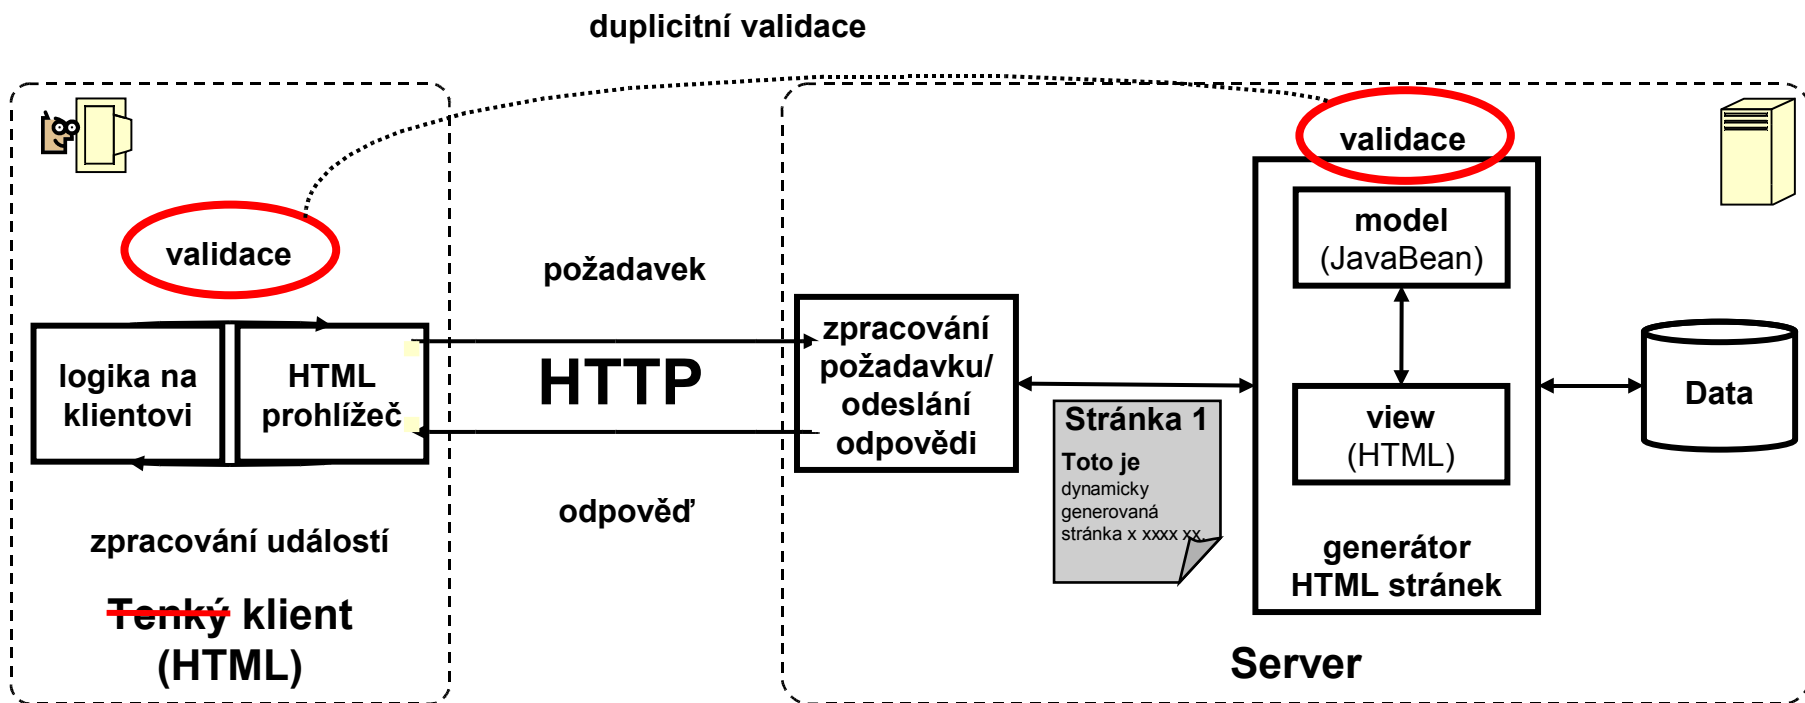 duplicitní validace
validace
logika na
klientovi
HTML
prohlížeč
zpracování událostí
Tenký klient
(HTML)
požadavek
HTTP
odpověď
zpracování
požadavku/
odeslání
odpovědi
Stránka 1
Toto je
dynamicky
generovaná
stránka x xxxx xx.
validace
model
(JavaBean)
view
(HTML)
generátor
HTML stránek
Data
Server